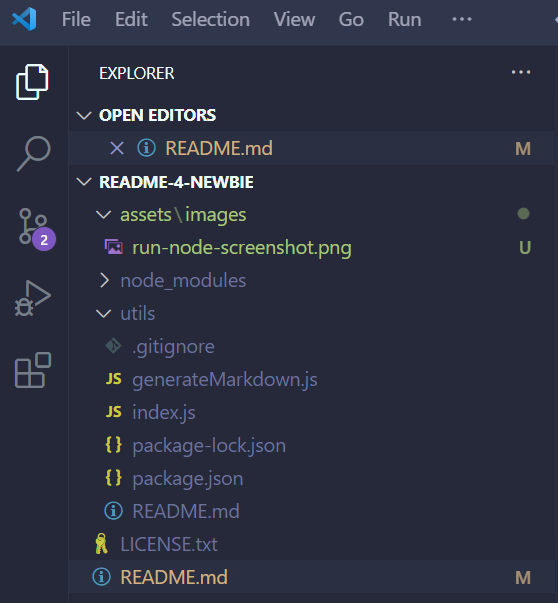 File Edit Selection View Go Run ...
EXPLORER ...
OPEN EDITORS
README.md M
README-4-NEWBIE
assets\images
run-node-screenshot.png U
node_modules
2
utils
.gitignore
JS generateMarkdown.js
JS index.js
{} package-lock.json
{} package.json
README.md
LICENSE.txt
README.md M